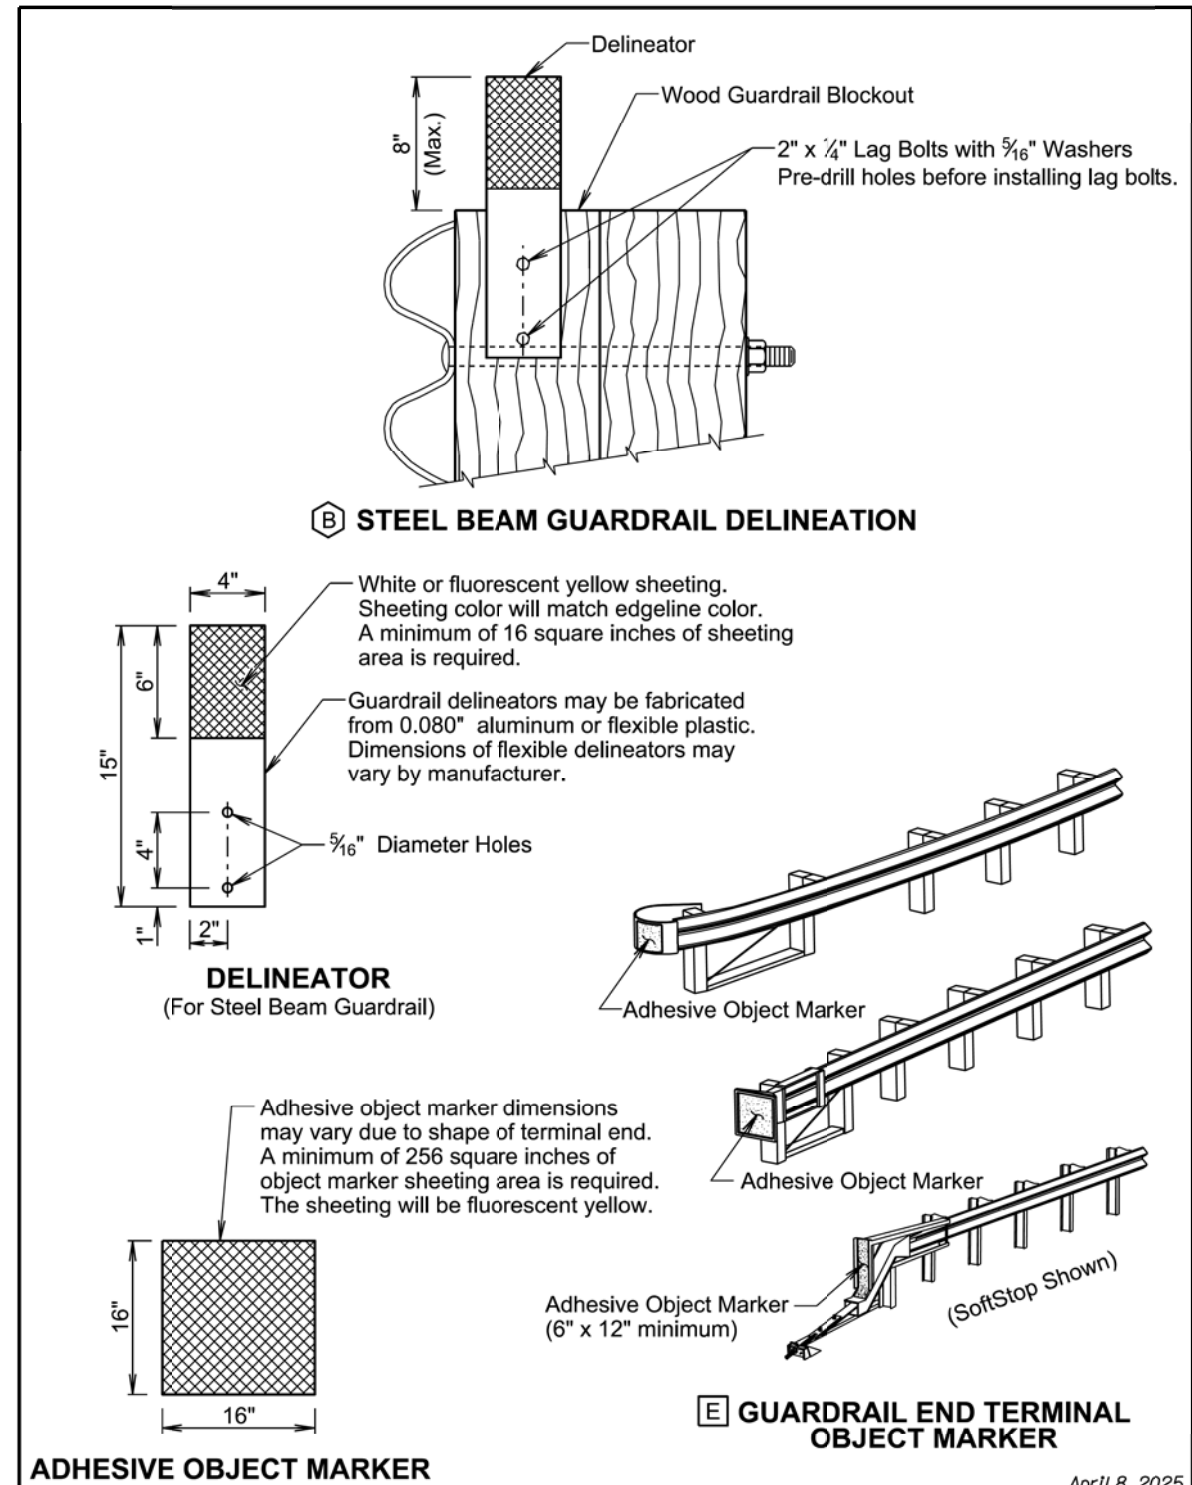 Delineator
Wood Guardrail Blockout
8"
(Max.)
2" x 1/4" Lag Bolts with 5/16" Washers
Pre-drill holes before installing lag bolts.
B STEEL BEAM GUARDRAIL DELINEATION
4"
White or fluorescent yellow sheeting.
Sheeting color will match edgeline color.
A minimum of 16 square inches of sheeting
area is required.
6"
15"
Guardrail delineators may be fabricated
from 0.080" aluminum or flexible plastic.
Dimensions of flexible delineators may
vary by manufacturer.
4"
5/16" Diameter Holes
1"
2"
DELINEATOR
(For Steel Beam Guardrail)
Adhesive Object Marker
Adhesive object marker dimensions
may vary due to shape of terminal end.
A minimum of 256 square inches of
object marker sheeting area is required.
The sheeting will be fluorescent yellow.
Adhesive Object Marker
16"
16"
Adhesive Object Marker
(6" x 12" minimum)
(SoftStop Shown)
E GUARDRAIL END TERMINAL
OBJECT MARKER
ADHESIVE OBJECT MARKER
April 8, 2025